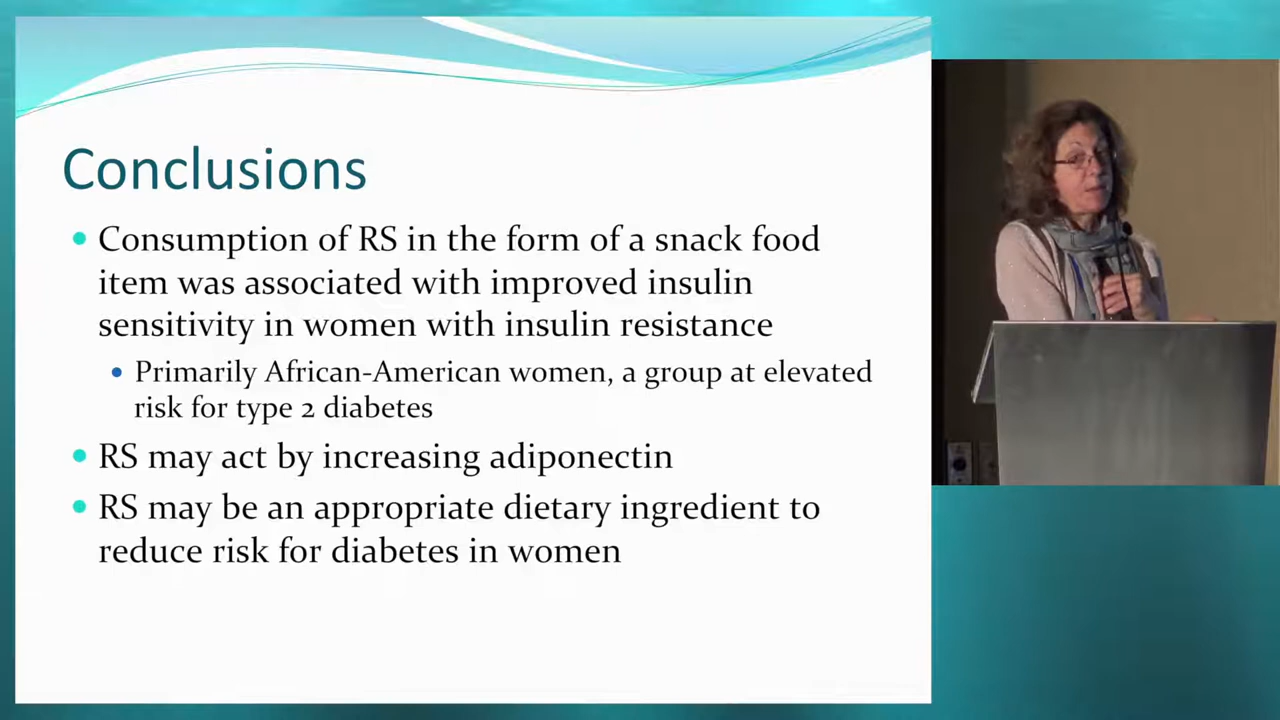 Conclusions
Consumption of RS in the form of a snack food
item was associated with improved insulin
sensitivity in women with insulin resistance
Primarily African-American women, a group at elevated
risk for type 2 diabetes
RS may act by increasing adiponectin
RS may be an appropriate dietary ingredient to
reduce risk for diabetes in women